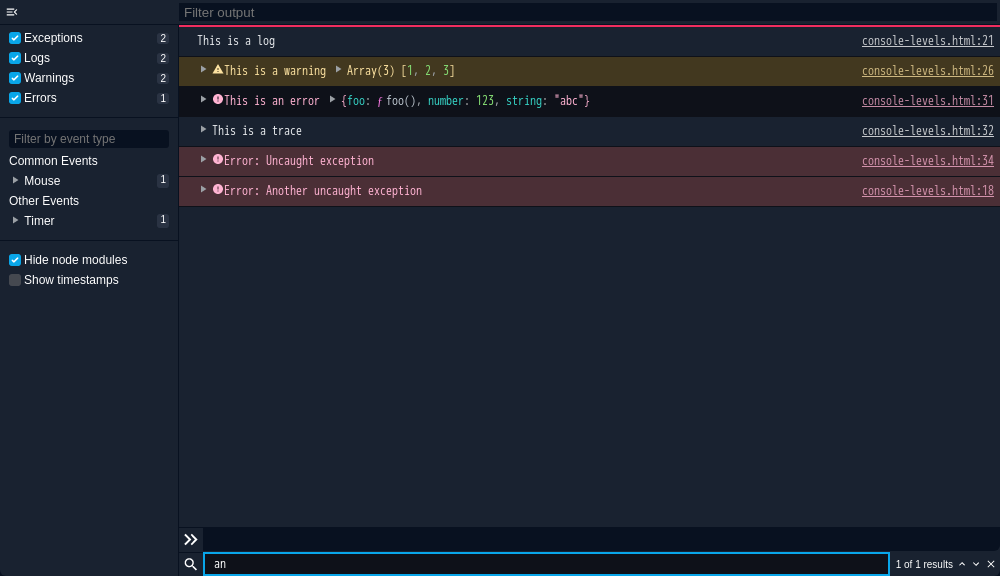 Filter output
Exceptions 2
Logs 2
Warnings 2
Errors 1
Filter by event type
Common Events
Mouse 1
Other Events
Timer 1
Hide node modules
Show timestamps
This is a log console-levels.html:21
This is a warning Array(3) [1, 2, 3] console-levels.html:26
This is an error {foo: ƒ foo(), number: 123, string: "abc"} console-levels.html:31
This is a trace console-levels.html:32
Error: Uncaught exception console-levels.html:34
Error: Another uncaught exception console-levels.html:18
an 1 of 1 results